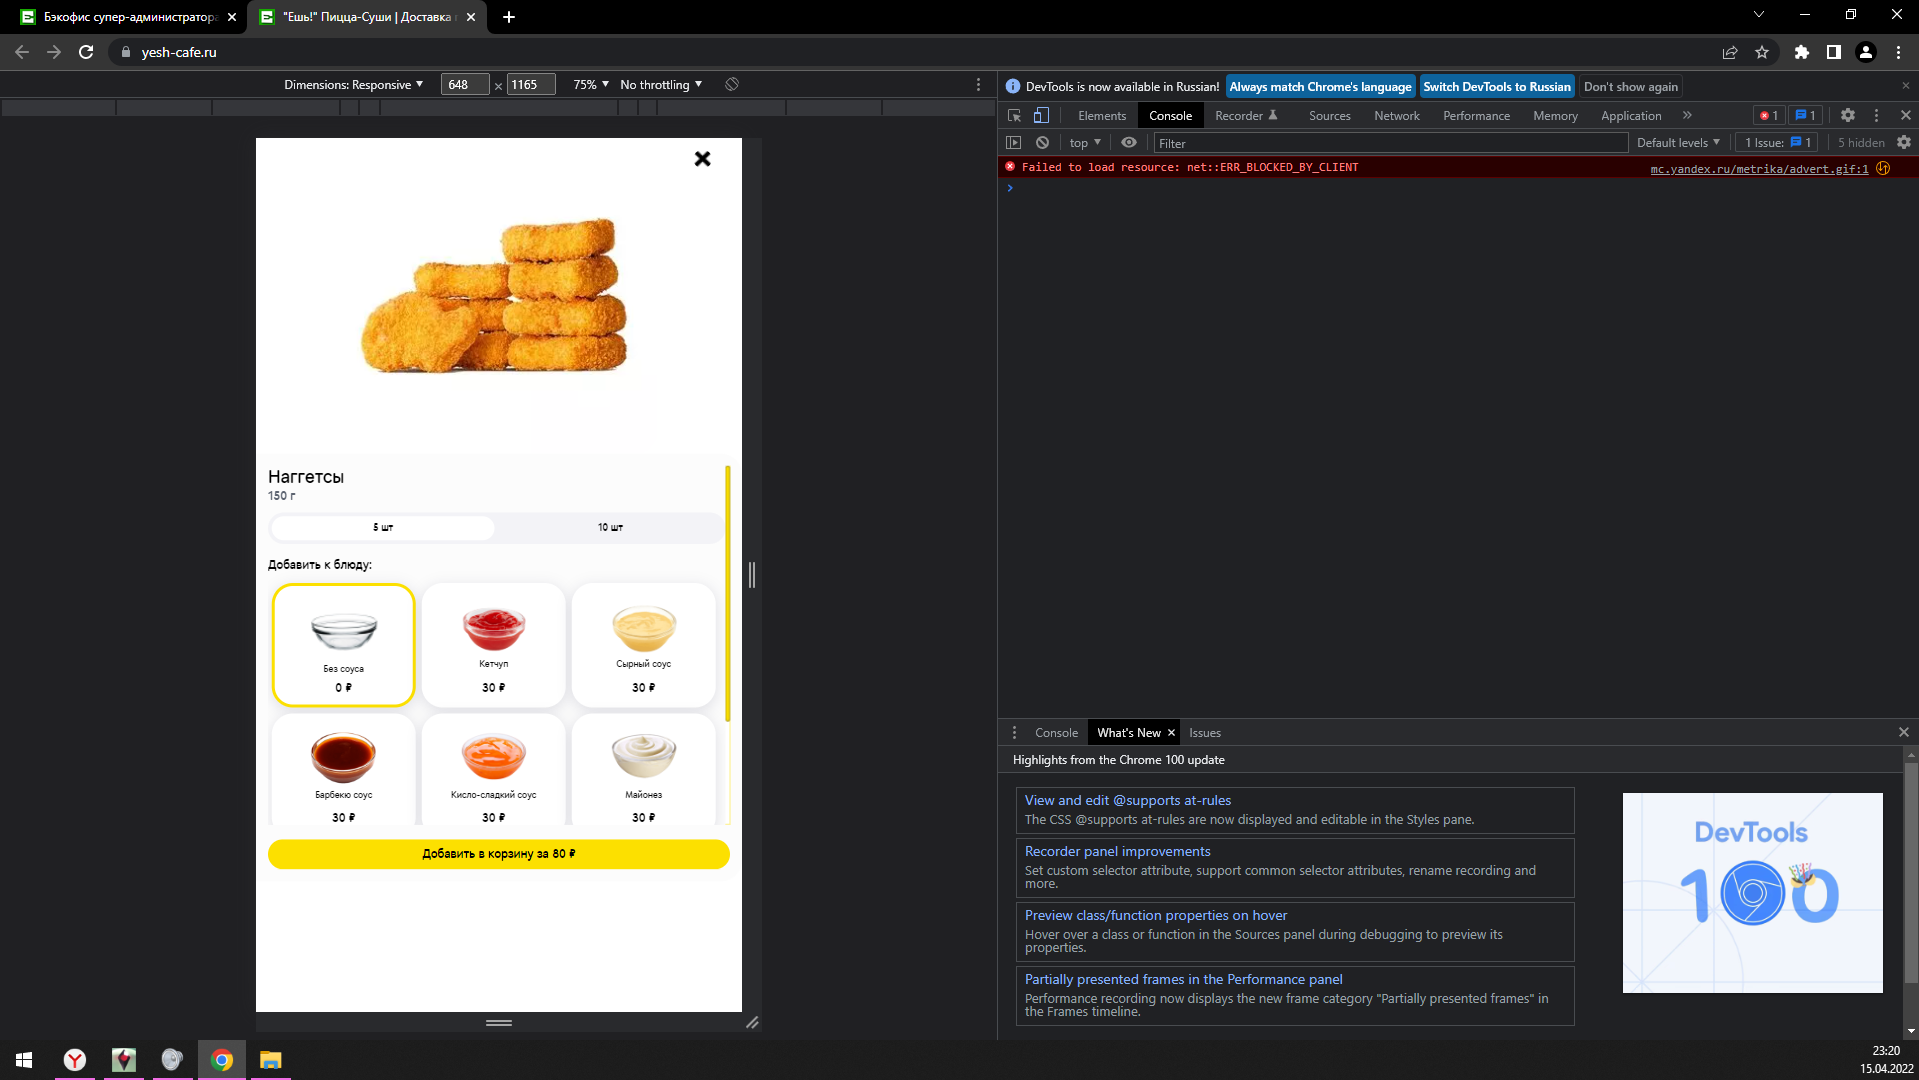 Бэкофис супер-администратора
"Ешь!" Пицца-Суши | Доставка
yesh-cafe.ru
Dimensions: Responsive
648 × 1165
75%
No throttling
DevTools is now available in Russian!
Always match Chrome's language
Switch DevTools to Russian
Don't show again
Elements
Console
Recorder
Sources
Network
Performance
Memory
Application
1
1
top
Filter
Default levels
1 Issue: 1
5 hidden
Failed to load resource: net::ERR_BLOCKED_BY_CLIENT
mc.yandex.ru/metrika/advert.gif:1
Наггетсы
150 г
5 шт
10 шт
Добавить к блюду:
Без соуса
0 ₽
Кетчуп
30 ₽
Сырный соус
30 ₽
Барбекю соус
30 ₽
Кисло-сладкий соус
30 ₽
Майонез
30 ₽
Добавить в корзину за 80 ₽
Console
What's New
Issues
Highlights from the Chrome 100 update
View and edit @supports at-rules
The CSS @supports at-rules are now displayed and editable in the Styles pane.
Recorder panel improvements
Set custom selector attribute, support common selector attributes, rename recording and
more.
Preview class/function properties on hover
Hover over a class or function in the Sources panel during debugging to preview its
properties.
Partially presented frames in the Performance panel
Performance recording now displays the new frame category "Partially presented frames" in
the Frames timeline.
DevTools
100
23:20
15.04.2022